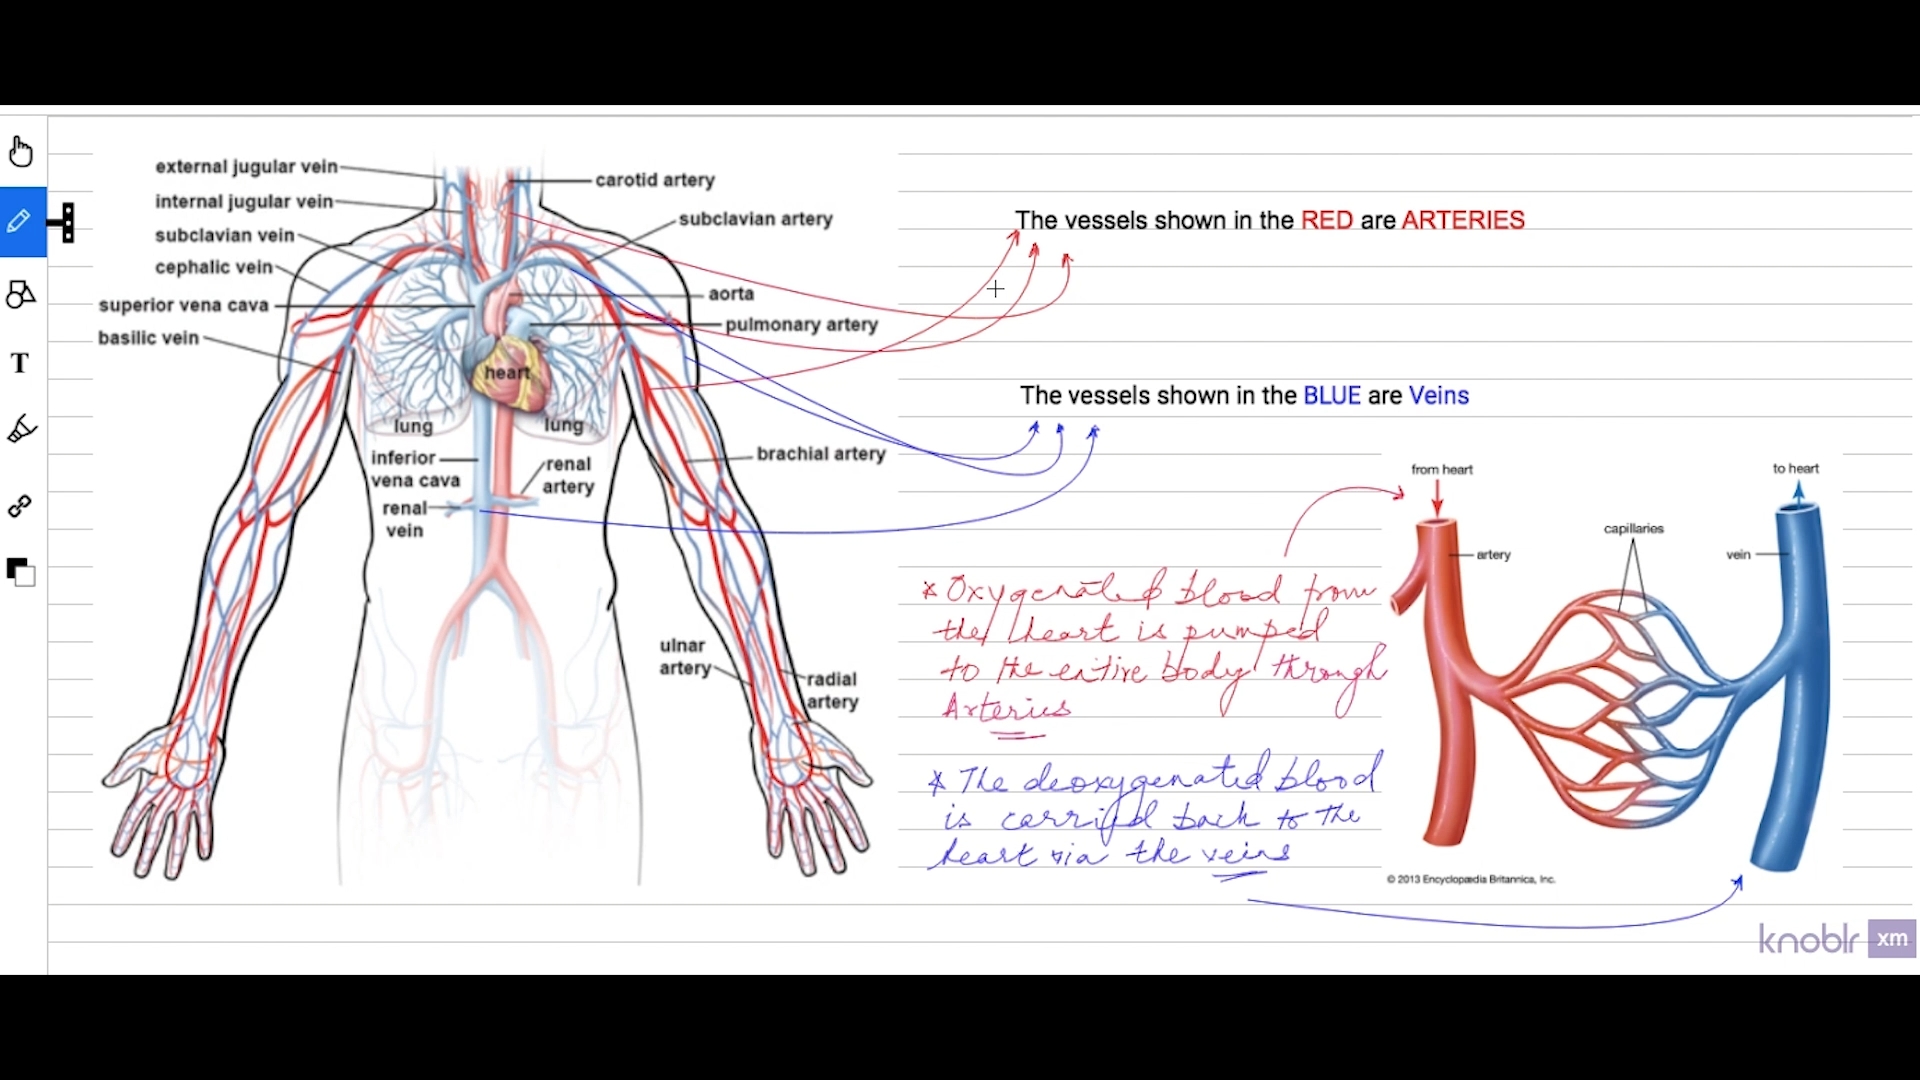 external jugular vein
internal jugular vein
subclavian vein
cephalic vein
superior vena cava
basilic vein
carotid artery
subclavian artery
aorta
pulmonary artery
heart
lung
lung
inferior
vena cava
renal
artery
renal
vein
brachial artery
ulnar
artery
radial
artery
The vessels shown in the RED are ARTERIES
The vessels shown in the BLUE are Veins
* Oxygenated blood from
the heart is pumped
to the entire body through
Arteries
* The deoxygenated blood
is carried back to the
heart via the veins
from heart
to heart
artery
capillaries
vein
© 2013 Encyclopædia Britannica, Inc.
T
knoblr xm